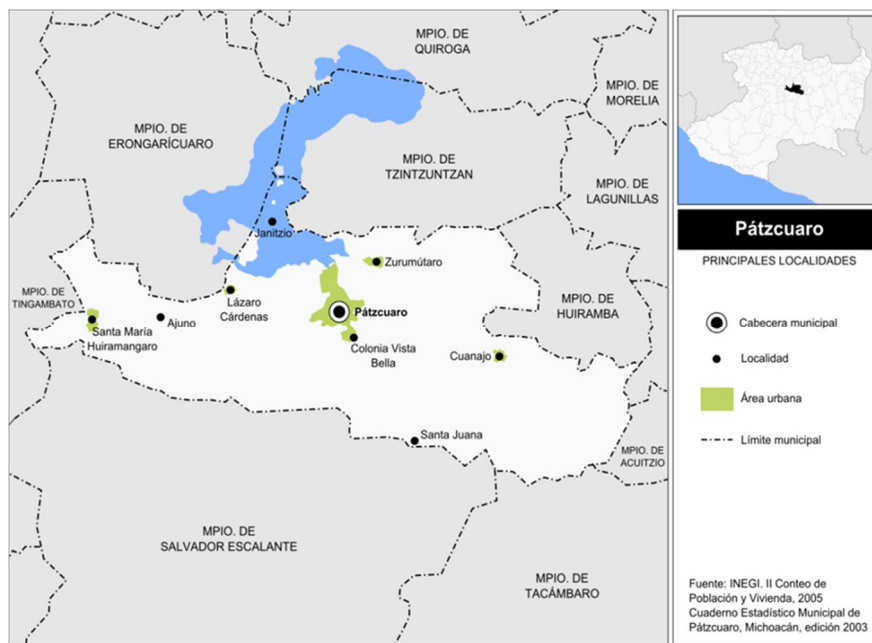 MPIO. DE
QUIROGA
MPIO. DE
MORELIA
MPIO. DE
ERONGARÍCUARO
MPIO. DE
TZINTZUNTZAN
MPIO. DE
LAGUNILLAS
Janitzio
Zurumútaro
MPIO. DE
TINGAMBATO
Lázaro
Cárdenas
Pátzcuaro
MPIO. DE
HUIRAMBA
Santa María
Huiramangaro
Ajuno
Colonia Vista
Bella
Cuanajo
Santa Juana
MPIO. DE
ACUITZIO
MPIO. DE
SALVADOR ESCALANTE
MPIO. DE
TACÁMBARO
Pátzcuaro
PRINCIPALES LOCALIDADES
Cabecera municipal
Localidad
Área urbana
Límite municipal
Fuente: INEGI. II Conteo de
Población y Vivienda, 2005
Cuaderno Estadístico Municipal de
Pátzcuaro, Michoacán, edición 2003